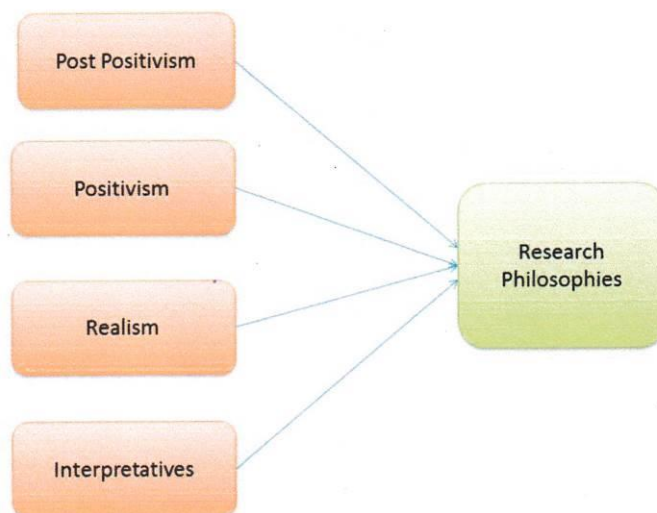 Post Positivism
Positivism
Realism
Interpretatives
Research
Philosophies